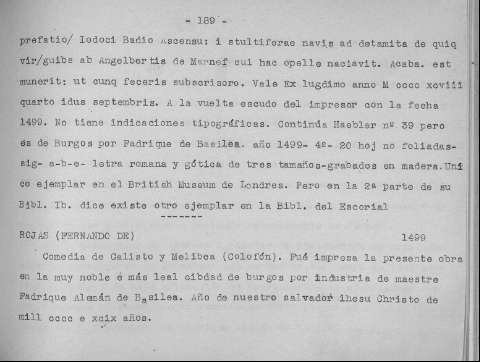 - 189 -
prefatio/ Iodoci Badio Ascensu: i stultiferae navis ad detamita de quiq
vir/guibs ab Angelbertia de Marnef sui hac opelle naciavit. Acaba. est
munerit: ut cunq feceris subscrisoro. Vale Ex lugdimo anno M cccc xcviii
quarto idus septembris. A la vuelta escudo del impresor con la fecha
1499. No tiene indicaciones tipográficas. Continúa Haebler nº 39 pero
es de Burgos por Fadrique de Basilea. año 1499- 4º- 20 hoj no foliadas-
sig- a-b-c- letra romana y gótica de tres tamaños-grabados en madera.Uni
co ejemplar en el British Museum de Londres. Pero en la 2ª parte de su
Bibl. Ib. dice existe otro ejemplar en la Bibl. del Escorial
-------
ROJAS (FERNANDO DE) 1499
Comedia de Calisto y Melibea (Colofón). Fué impresa la presente obra
en la muy noble e más leal cibdad de burgos por industria de maestre
Fadrique Alemán de Basilea. Año de nuestro salvador ihesu Christo de
mill cccc e xcix años.